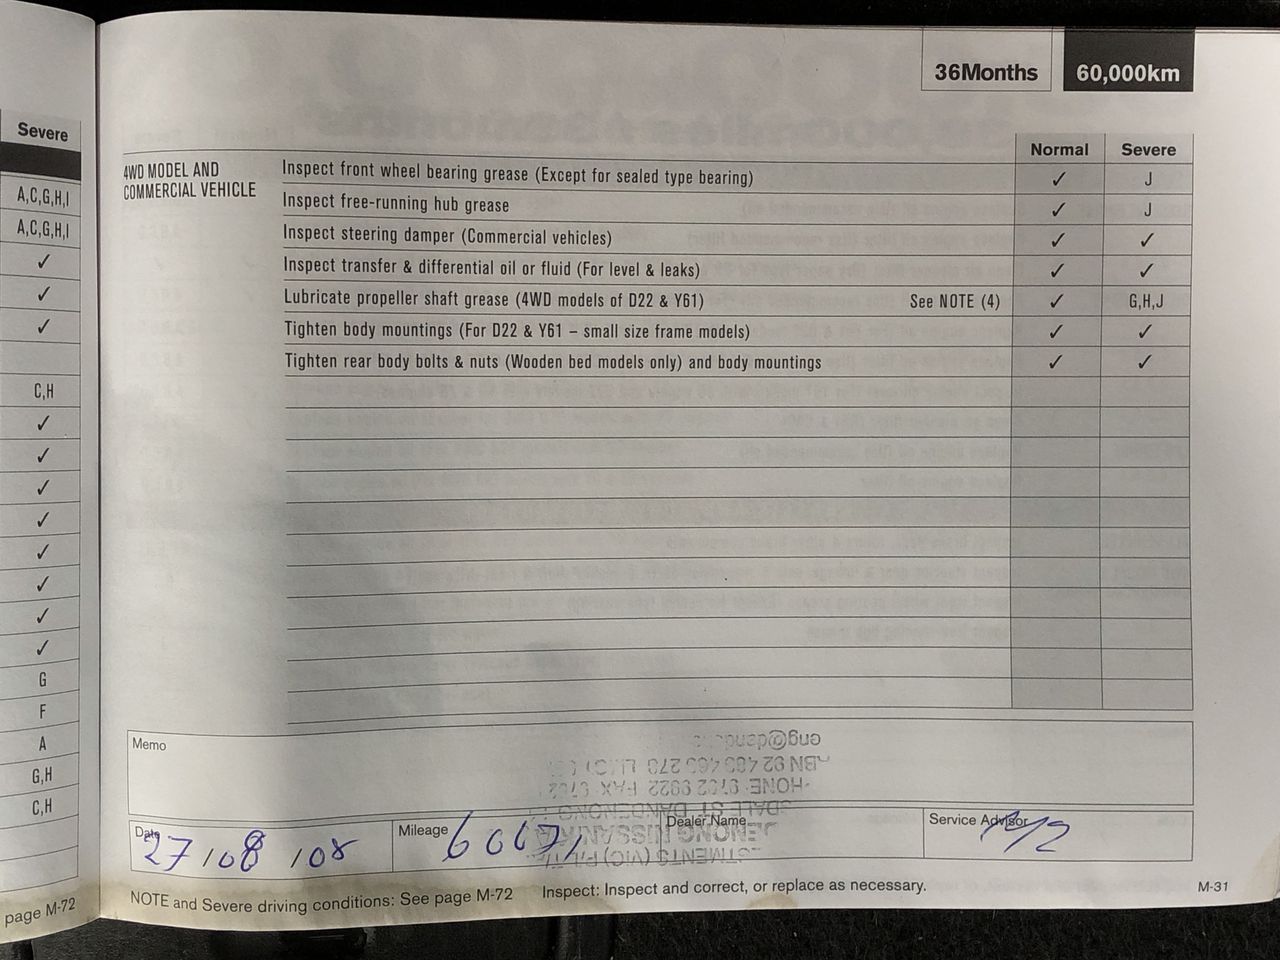 36Months 60,000km
Severe
A,C,G,H,I
A,C,G,H,I
✓
✓
✓
C,H
✓
✓
✓
✓
✓
✓
✓
✓
G
F
A
G,H
C,H
page M-72
Normal Severe
4WD MODEL AND COMMERCIAL VEHICLE
Inspect front wheel bearing grease (Except for sealed type bearing) ✓ J
Inspect free-running hub grease ✓ J
Inspect steering damper (Commercial vehicles) ✓ ✓
Inspect transfer & differential oil or fluid (For level & leaks) ✓ ✓
Lubricate propeller shaft grease (4WD models of D22 & Y61) See NOTE (4) ✓ G,H,J
Tighten body mountings (For D22 & Y61 – small size frame models) ✓ ✓
Tighten rear body bolts & nuts (Wooden bed models only) and body mountings ✓ ✓
Memo
Date 27/08/08 Mileage Dealer Name Service Advisor
NOTE and Severe driving conditions: See page M-72 Inspect: Inspect and correct, or replace as necessary.
M-31